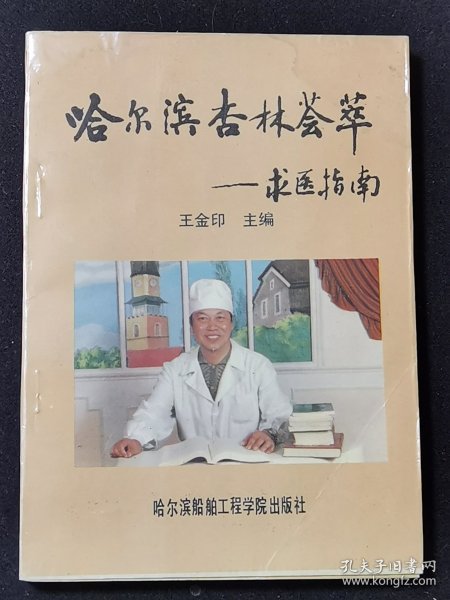 哈尔滨杏林荟萃
——求医指南
王金印 主编
哈尔滨船舶工程学院出版社
孔夫子旧书网
www.kongfz.com